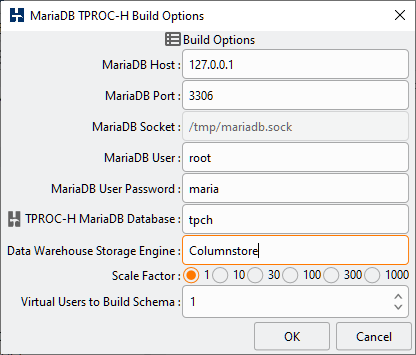 MariaDB TPROC-H Build Options
Build Options
MariaDB Host : 127.0.0.1
MariaDB Port : 3306
MariaDB Socket : /tmp/mariadb.sock
MariaDB User : root
MariaDB User Password : maria
TPROC-H MariaDB Database : tpch
Data Warehouse Storage Engine : Columnstore
Scale Factor : 1 10 30 100 300 1000
Virtual Users to Build Schema : 1
OK Cancel